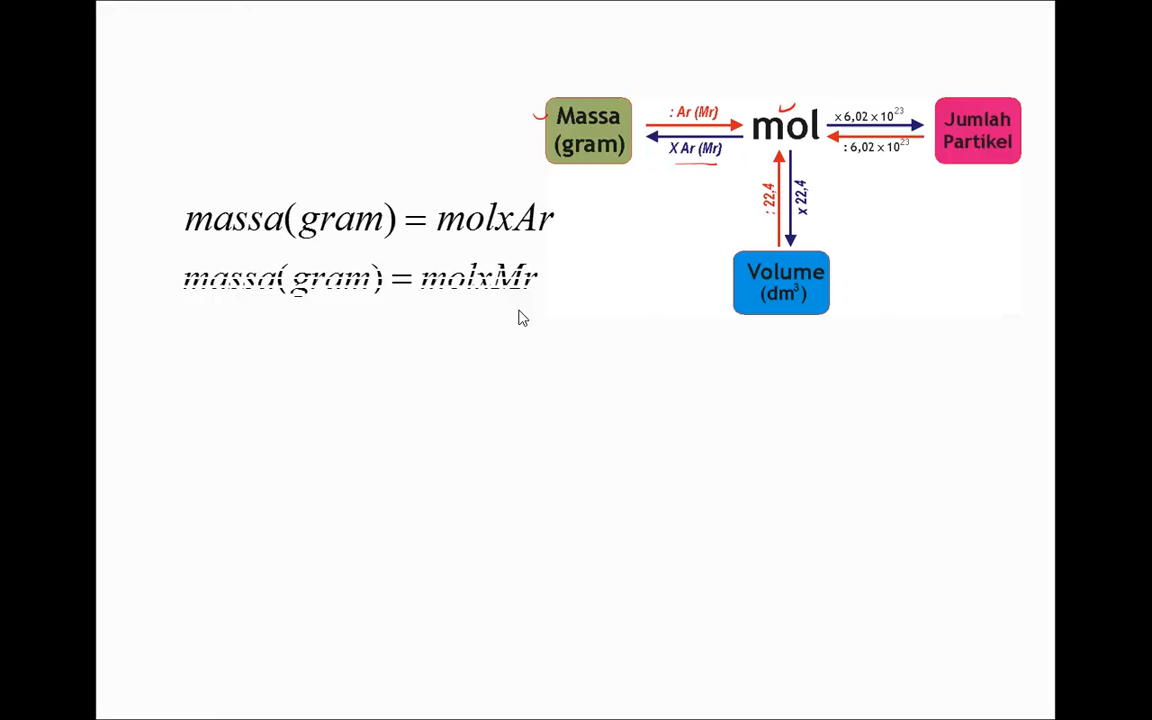 Massa
(gram)
: Ar (Mr)
X Ar (Mr)
mol
x 6,02 x 10²³
: 6,02 x 10²³
Jumlah
Partikel
: 22,4
x 22,4
Volume
(dm³)
massa(gram) = molxAr
massa(gram) = molxMr